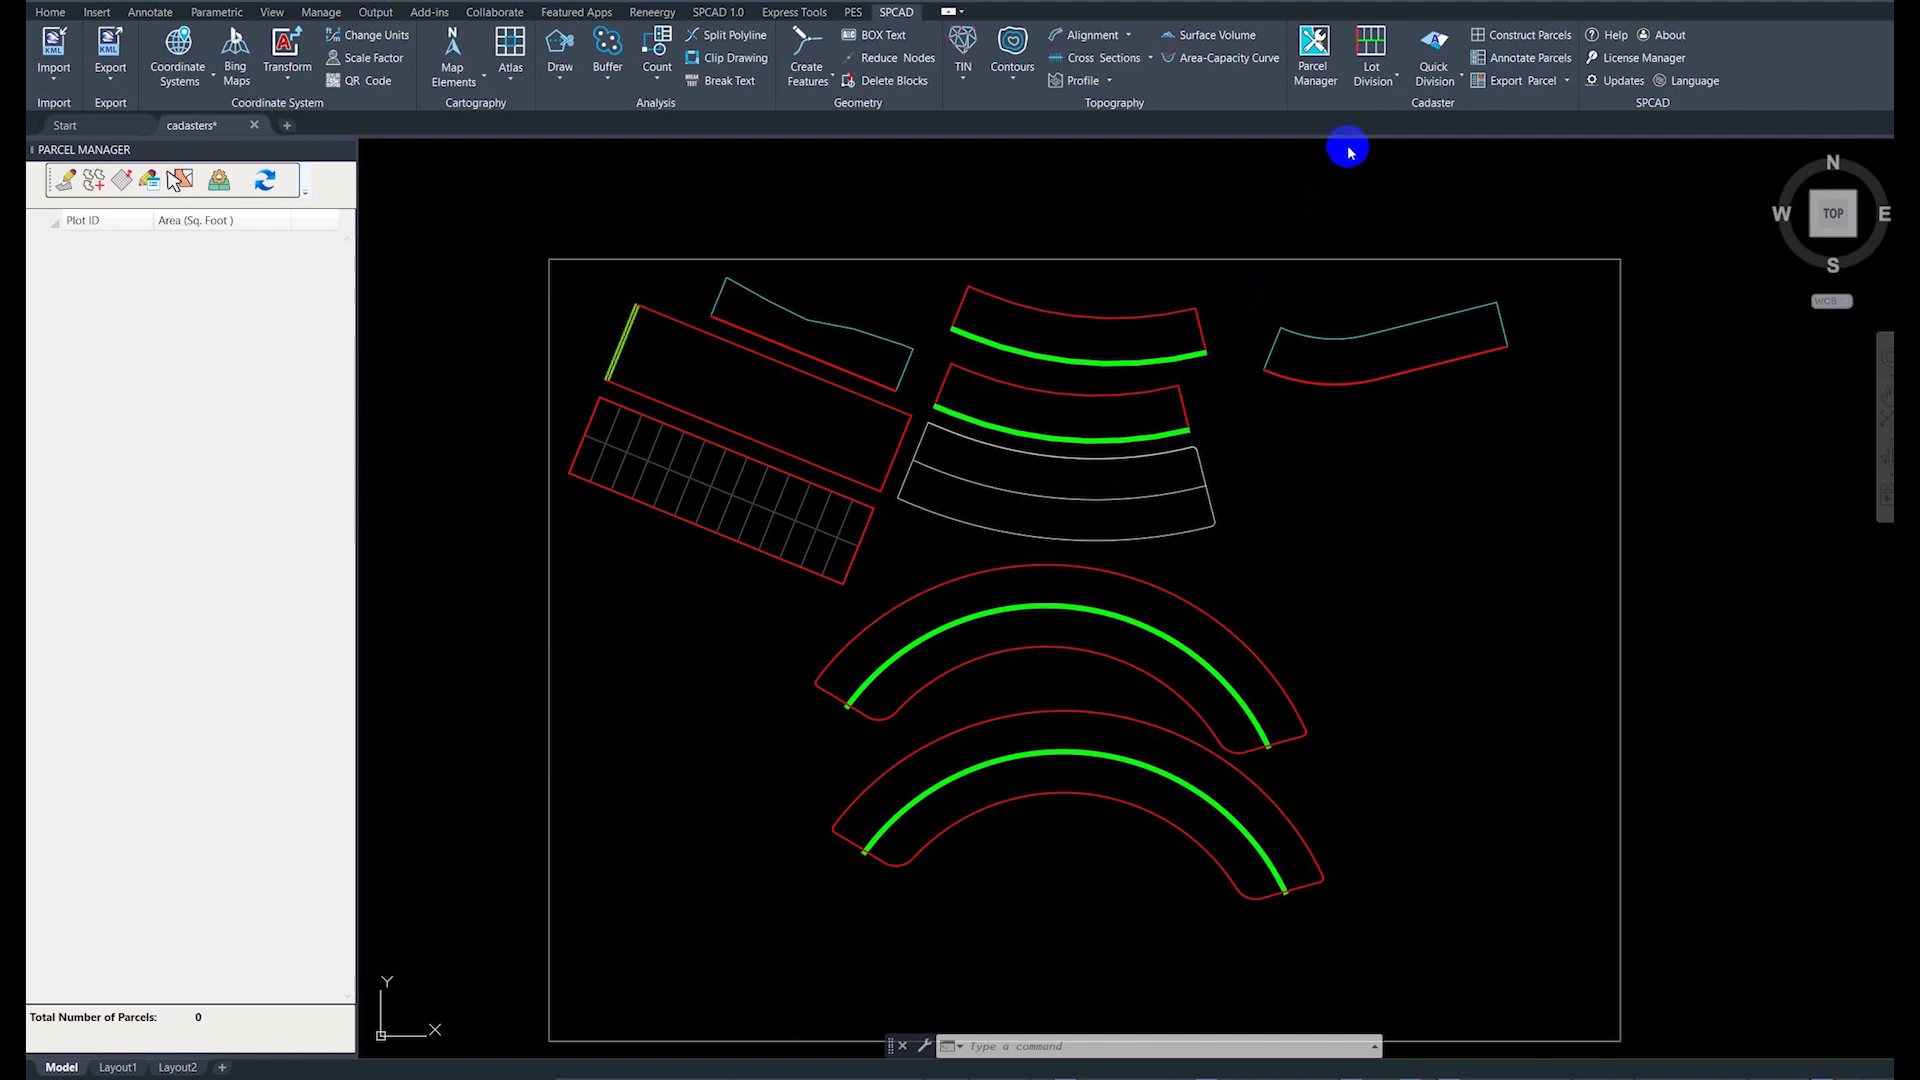 Home Insert Annotate Parametric View Manage Output Add-ins Collaborate Featured Apps Reneergy SPCAD 1.0 Express Tools PES SPCAD
KML Import
KML Export
Coordinate Systems
Bing Maps
Transform
Change Units
Scale Factor
QR Code
Map Elements
Atlas
Draw
Buffer
Count
Split Polyline
Clip Drawing
BREAK TEXT Break Text
Create Features
ABC BOX Text
Reduce Nodes
Delete Blocks
TIN
Contours
Alignment
Cross Sections
Profile
Surface Volume
Area-Capacity Curve
Parcel Manager
Lot Division
Quick Division
Construct Parcels
Annotate Parcels
Export Parcel
Help About
License Manager
Updates Language
Import Export Coordinate System Cartography Analysis Geometry Topography Cadaster SPCAD
Start cadasters*
PARCEL MANAGER
Plot ID Area (Sq. Foot )
N
W TOP E
S
WCS
Y
X
Total Number of Parcels: 0
Type a command
Model Layout1 Layout2